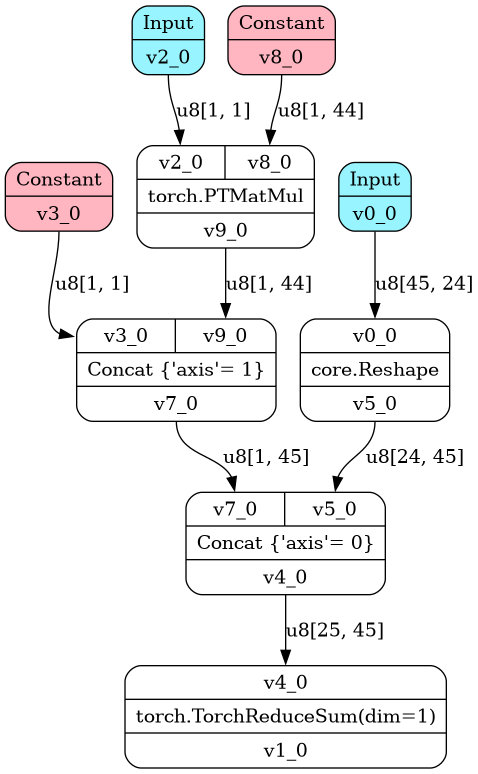 Input
v2_0
Constant
v8_0
u8[1, 1]
u8[1, 44]
v2_0
v8_0
torch.PTMatMul
v9_0
Constant
v3_0
Input
v0_0
u8[1, 1]
u8[1, 44]
u8[45, 24]
v3_0
v9_0
Concat {'axis'= 1}
v7_0
v0_0
core.Reshape
v5_0
u8[1, 45]
u8[24, 45]
v7_0
v5_0
Concat {'axis'= 0}
v4_0
u8[25, 45]
v4_0
torch.TorchReduceSum(dim=1)
v1_0